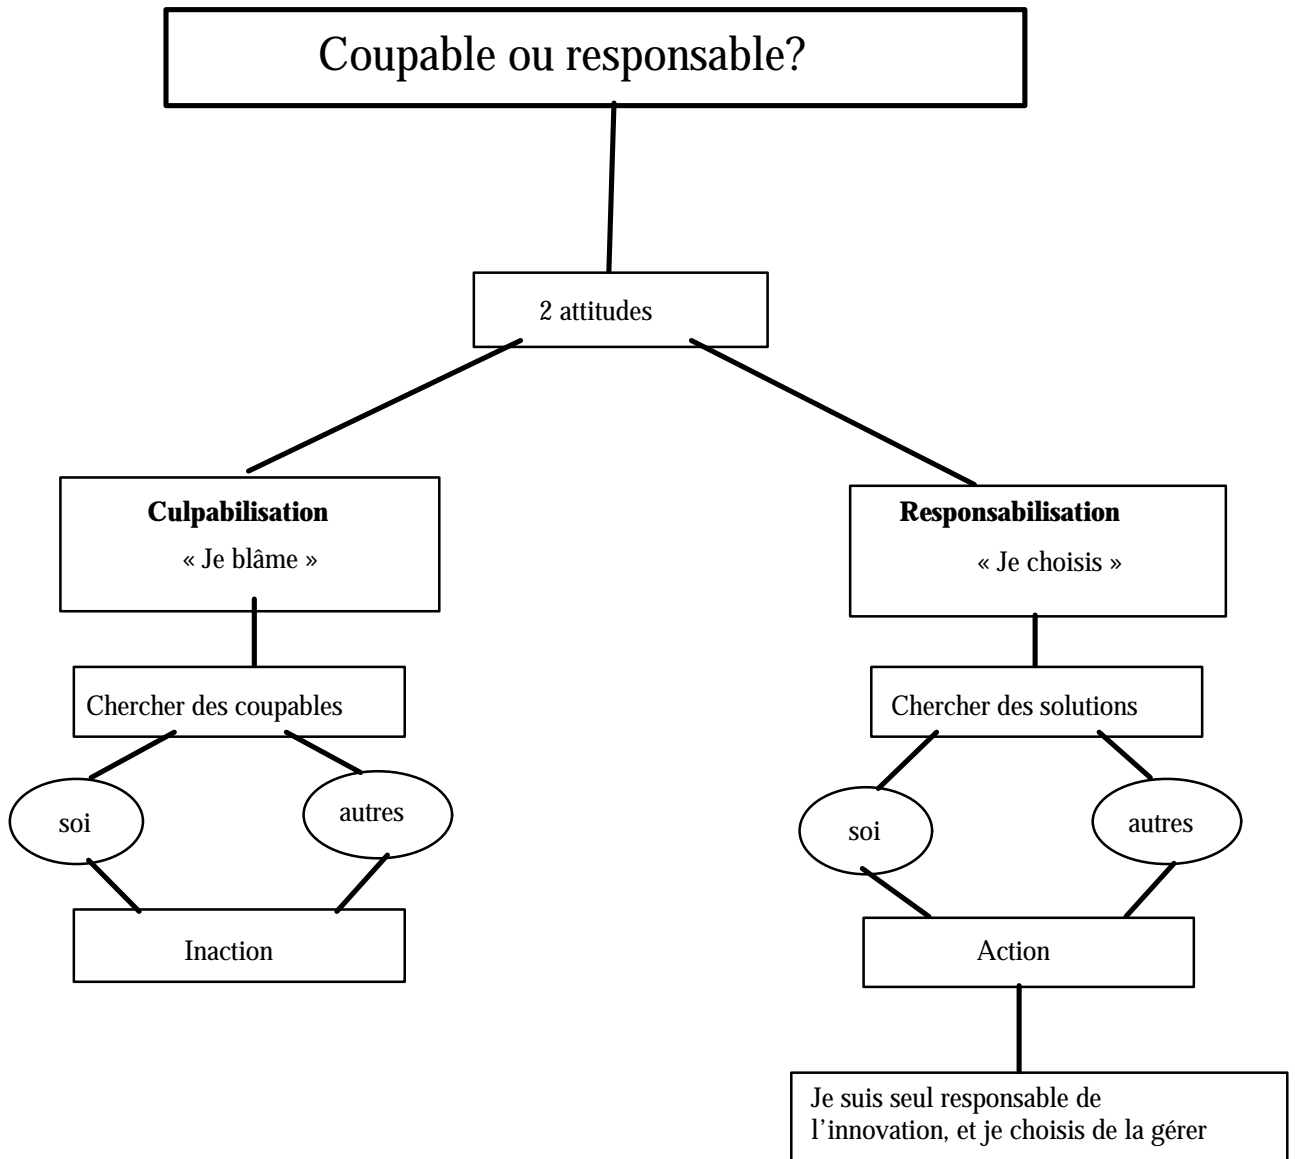 Coupable ou responsable?
2 attitudes
Culpabilisation
« Je blâme »
Responsabilisation
« Je choisis »
Chercher des coupables
Chercher des solutions
soi
autres
soi
autres
Inaction
Action
Je suis seul responsable de
l’innovation, et je choisis de la gérer